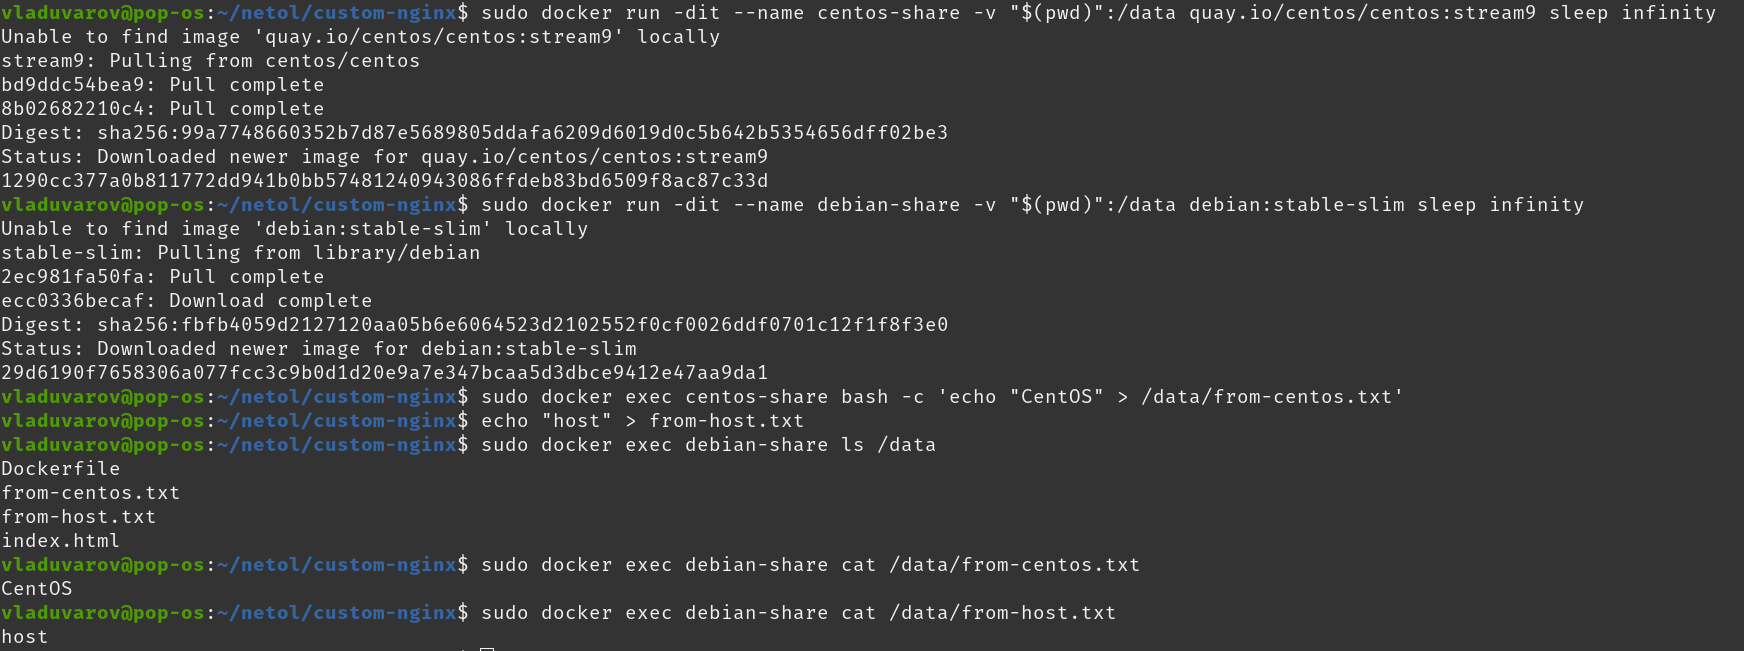 vladuvarov@pop-os:~/netol/custom-nginx$ sudo docker run -dit --name centos-share -v "$(pwd)":/data quay.io/centos/centos:stream9 sleep infinity
Unable to find image 'quay.io/centos/centos:stream9' locally
stream9: Pulling from centos/centos
bd9ddc54bea9: Pull complete
8b02682210c4: Pull complete
Digest: sha256:99a7748660352b7d87e5689805ddafa6209d6019d0c5b642b5354656dff02be3
Status: Downloaded newer image for quay.io/centos/centos:stream9
1290cc377a0b811772dd941b0bb57481240943086ffdeb83bd6509f8ac87c33d
vladuvarov@pop-os:~/netol/custom-nginx$ sudo docker run -dit --name debian-share -v "$(pwd)":/data debian:stable-slim sleep infinity
Unable to find image 'debian:stable-slim' locally
stable-slim: Pulling from library/debian
2ec981fa50fa: Pull complete
ecc0336becaf: Download complete
Digest: sha256:fbfb4059d2127120aa05b6e6064523d2102552f0cf0026ddf0701c12f1f8f3e0
Status: Downloaded newer image for debian:stable-slim
29d6190f7658306a077fcc3c9b0d1d20e9a7e347bcaa5d3dbce9412e47aa9da1
vladuvarov@pop-os:~/netol/custom-nginx$ sudo docker exec centos-share bash -c 'echo "CentOS" > /data/from-centos.txt'
vladuvarov@pop-os:~/netol/custom-nginx$ echo "host" > from-host.txt
vladuvarov@pop-os:~/netol/custom-nginx$ sudo docker exec debian-share ls /data
Dockerfile
from-centos.txt
from-host.txt
index.html
vladuvarov@pop-os:~/netol/custom-nginx$ sudo docker exec debian-share cat /data/from-centos.txt
CentOS
vladuvarov@pop-os:~/netol/custom-nginx$ sudo docker exec debian-share cat /data/from-host.txt
host